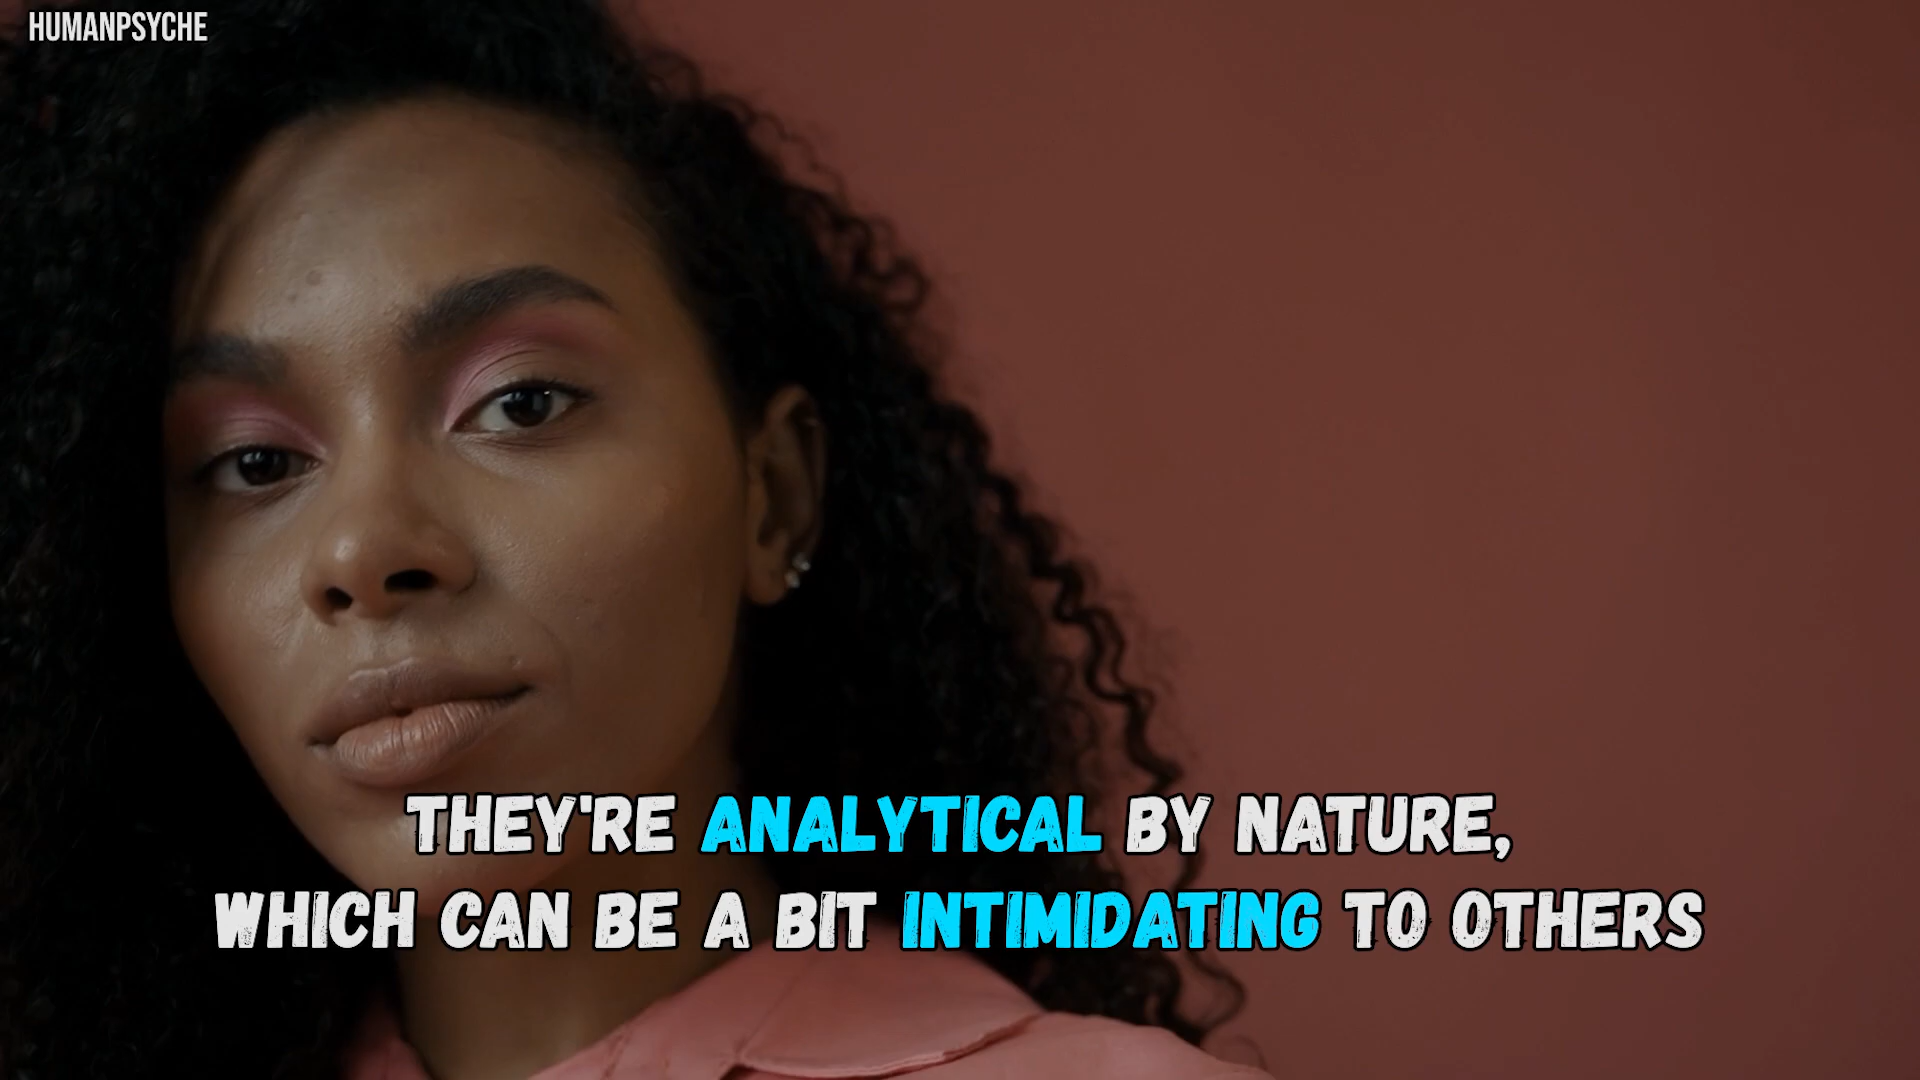 HUMANPSYCHE
THEY'RE ANALYTICAL BY NATURE,
WHICH CAN BE A BIT INTIMIDATING TO OTHERS